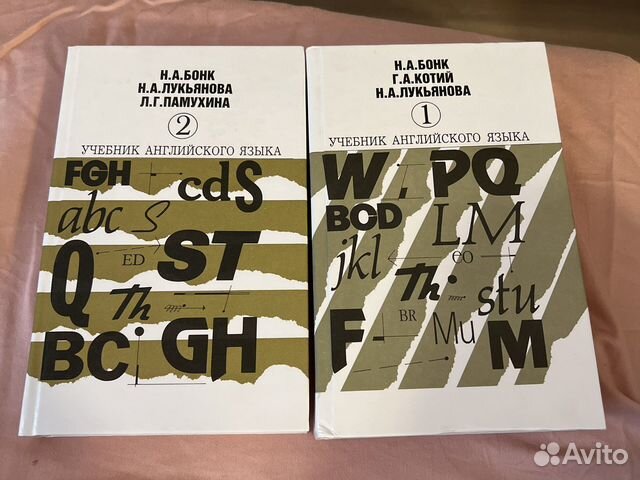 Н.А.БОНК
Н.А.ЛУКЬЯНОВА
Л.Г.ПАМУХИНА
2
УЧЕБНИК АНГЛИЙСКОГО ЯЗЫКА
FGH
cdS
abc S
ED
ST
Q
Th
BC
GH
Н.А.БОНК
Г.А.КОТИЙ
Н.А.ЛУКЬЯНОВА
1
УЧЕБНИК АНГЛИЙСКОГО ЯЗЫКА
W.PQ
BCD
LM
jkl
EO
Th
stu
BR
F
Mu
M
Avito